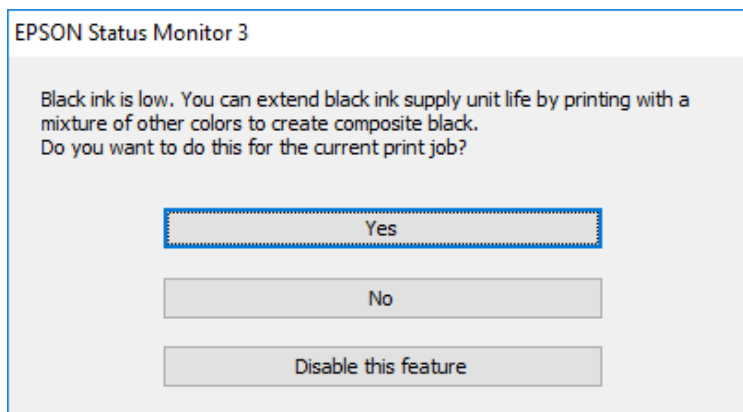 EPSON Status Monitor 3
Black ink is low. You can extend black ink supply unit life by printing with a
mixture of other colors to create composite black.
Do you want to do this for the current print job?
Yes
No
Disable this feature